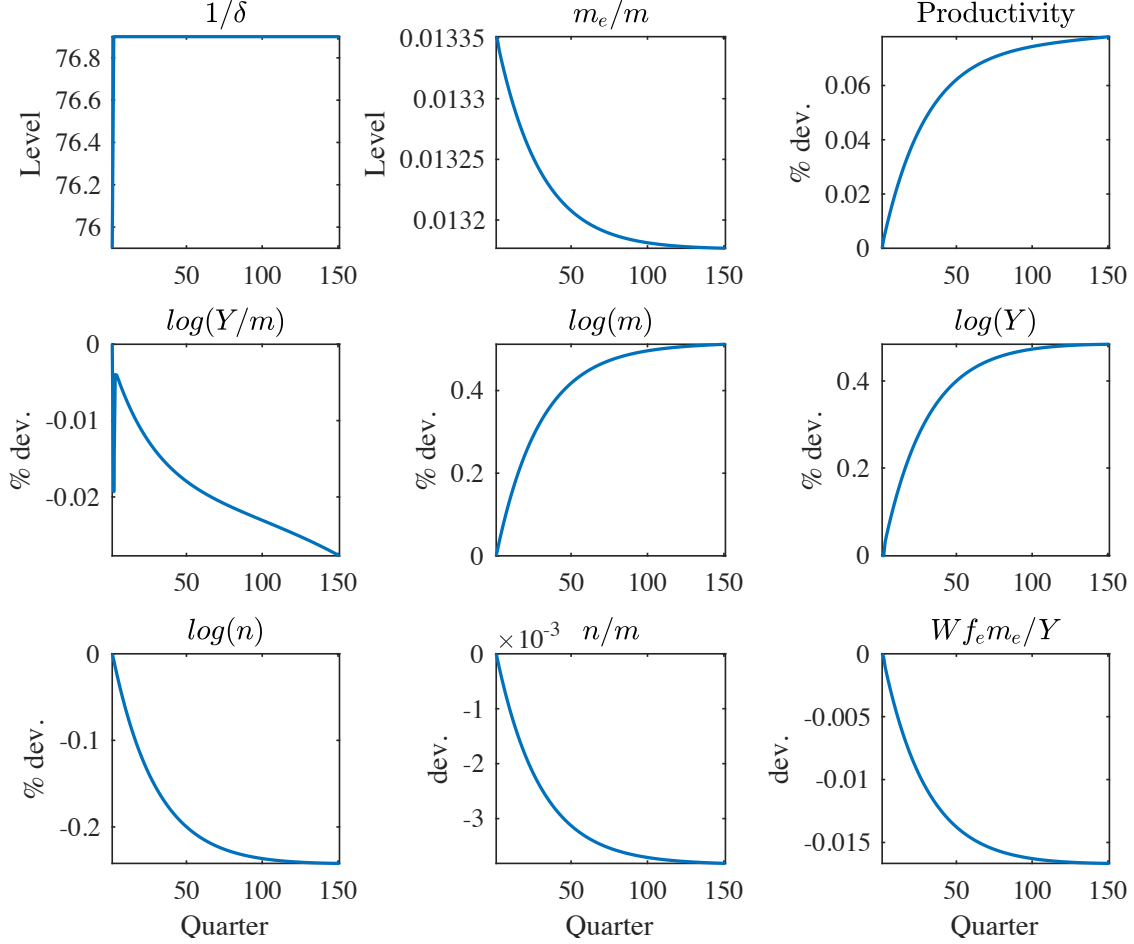 1/δ
Level
76.8
76.6
76.4
76.2
76
50 100 150
m_e/m
Level
0.01335
0.0133
0.01325
0.0132
50 100 150
Productivity
% dev.
0.06
0.04
0.02
0
50 100 150
log(Y/m)
% dev.
0
-0.01
-0.02
50 100 150
log(m)
% dev.
0.4
0.2
0
50 100 150
log(Y)
% dev.
0.4
0.2
0
50 100 150
log(n)
% dev.
0
-0.1
-0.2
50 100 150
Quarter
×10⁻³ n/m
dev.
0
-1
-2
-3
50 100 150
Quarter
Wf_em_e/Y
dev.
0
-0.005
-0.01
-0.015
50 100 150
Quarter